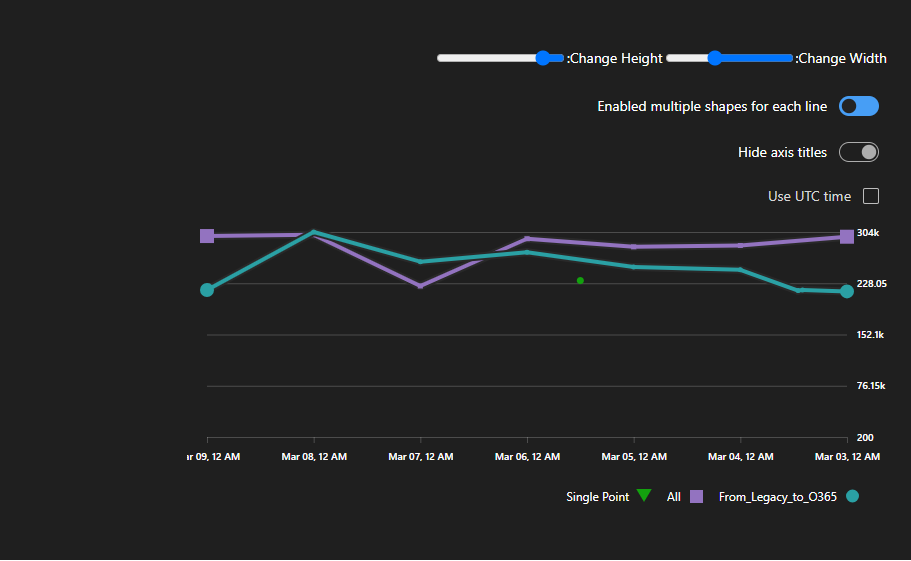 :Change Height :Change Width
Enabled multiple shapes for each line
Hide axis titles
Use UTC time
304k
228.05
152.1k
76.15k
200
ar 09, 12 AM Mar 08, 12 AM Mar 07, 12 AM Mar 06, 12 AM Mar 05, 12 AM Mar 04, 12 AM Mar 03, 12 AM
Single Point All From_Legacy_to_O365